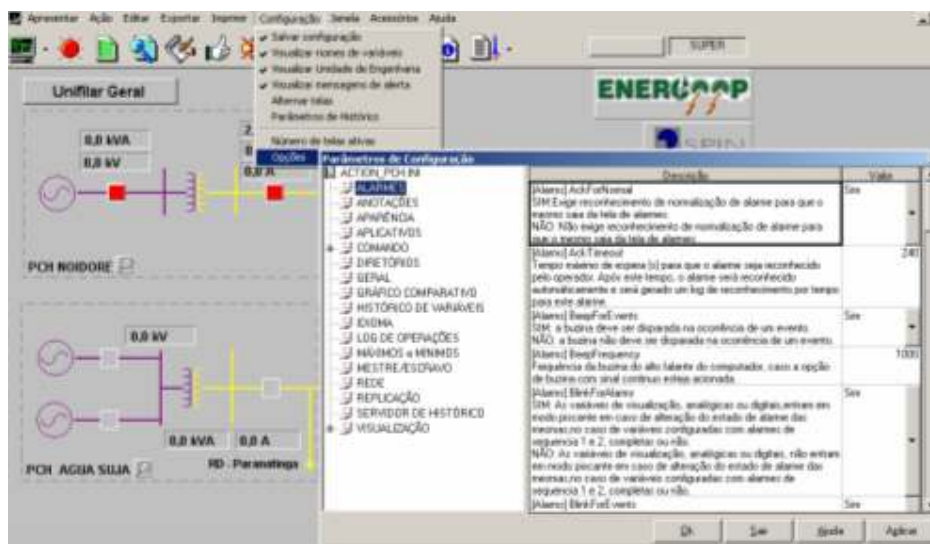 Apresentar Ação Editar Exportar Imprimir Configuração Janela Acessórios Ajuda
Salvar configuração
Visualizar nomes de variáveis
Visualizar Unidade de Engenharia
Visualizar mensagens de alerta
Alternar telas
Parâmetros de Histórico
Número de telas ativas
Opções
SUPER
Unifilar Geral
ENERCOOP
SPIN
0,0 kVA
0,0 kV
0,0 A
PCH NOIDORE
0,0 kV
0,0 kVA
0,0 A
PCH AGUA SUJA
RD - Paranatinga
Parâmetros de Configuração
ACTION_PCH.INI
ALARMES
ANOTAÇÕES
APARÊNCIA
APLICATIVOS
COMANDO
DIRETÓRIOS
GERAL
GRÁFICO COMPARATIVO
HISTÓRICO DE VARIÁVEIS
IDIOMA
LOG DE OPERAÇÕES
MÁXIMOS e MÍNIMOS
MESTRE/ESCRAVO
REDE
REPLICAÇÃO
SERVIDOR DE HISTÓRICO
VISUALIZAÇÃO
Descrição Valor
[Alarms] AckForNormal Sim
SIM:Exige reconhecimento de normalização de alarme para que o
mesmo saia da tela de alarmes
NÃO: Não exige reconhecimento de normalização de alarme para
que o mesmo saia da tela de alarmes
[Alarms] AckTimeout 240
Tempo máximo de espera (s) para que o alarme seja reconhecido
pelo operador. Após este tempo, o alarme será reconhecido
automaticamente e será gerado um log de reconhecimento por tempo
para este alarme.
[Alarms] BeepForEvents Sim
SIM: a buzina deve ser disparada na ocorrência de um evento.
NÃO: a buzina não deve ser disparada na ocorrência de um evento.
[Alarms] BeepFrequency 1000
Frequência da buzina do alto falante do computador, caso a opção
de buzina com sinal contínuo esteja acionada.
[Alarms] BlinkForAlarms Sim
SIM: As variáveis de visualização, analógicas ou digitais,entram em
modo piscante em caso de alteração do estado de alarme das
mesmas,no caso de variáveis configuradas com alarmes de
sequencia 1 e 2, completas ou não.
NÃO: As variáveis de visualização, analógicas ou digitais, não entram
em modo piscante em caso de alteração do estado de alarme das
mesmas,no caso de variáveis configuradas com alarmes de
sequencia 1 e 2, completas ou não.
[Alarms] BlinkForEvents Sim
Ok Sair Ajuda Aplicar